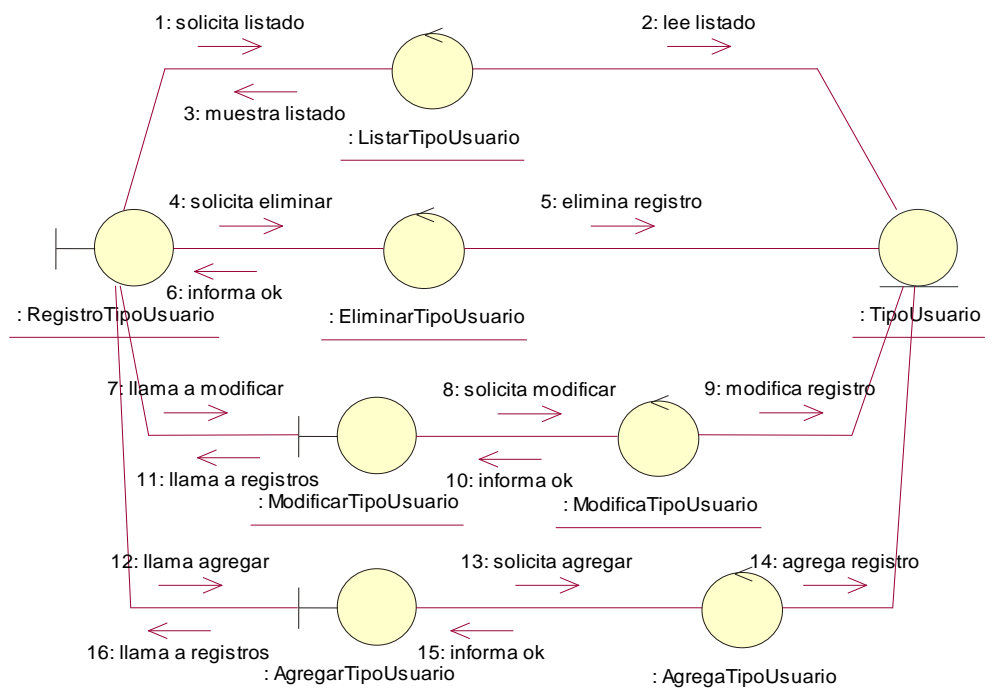 1: solicita listado
2: lee listado
3: muestra listado
: ListarTipoUsuario
4: solicita eliminar
5: elimina registro
6: informa ok
: RegistroTipoUsuario
: EliminarTipoUsuario
: TipoUsuario
7: llama a modificar
8: solicita modificar
9: modifica registro
11: llama a registros
10: informa ok
: ModificarTipoUsuario
: ModificaTipoUsuario
12: llama agregar
13: solicita agregar
14: agrega registro
16: llama a registros
15: informa ok
: AgregarTipoUsuario
: AgregaTipoUsuario